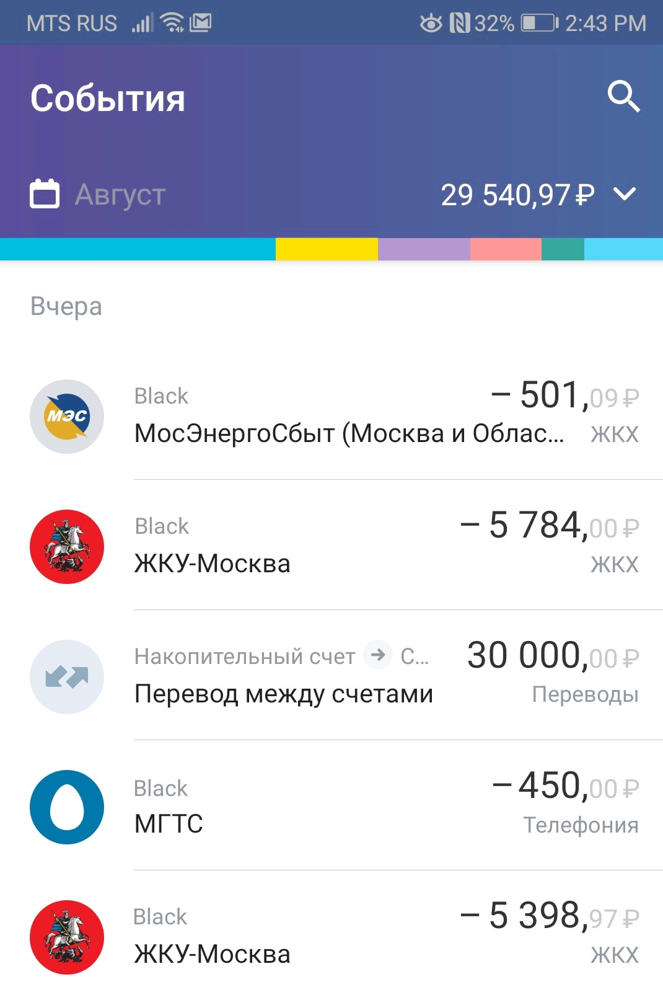 MTS RUS 32% 2:43 PM
События
Август 29 540,97 ₽
Вчера
Black – 501,09 ₽
МЭС
МосЭнергоСбыт (Москва и Облас... ЖКХ
Black – 5 784,00 ₽
ЖКУ-Москва ЖКХ
Накопительный счет → С... 30 000,00 ₽
Перевод между счетами Переводы
Black – 450,00 ₽
МГТС Телефония
Black – 5 398,97 ₽
ЖКУ-Москва ЖКХ